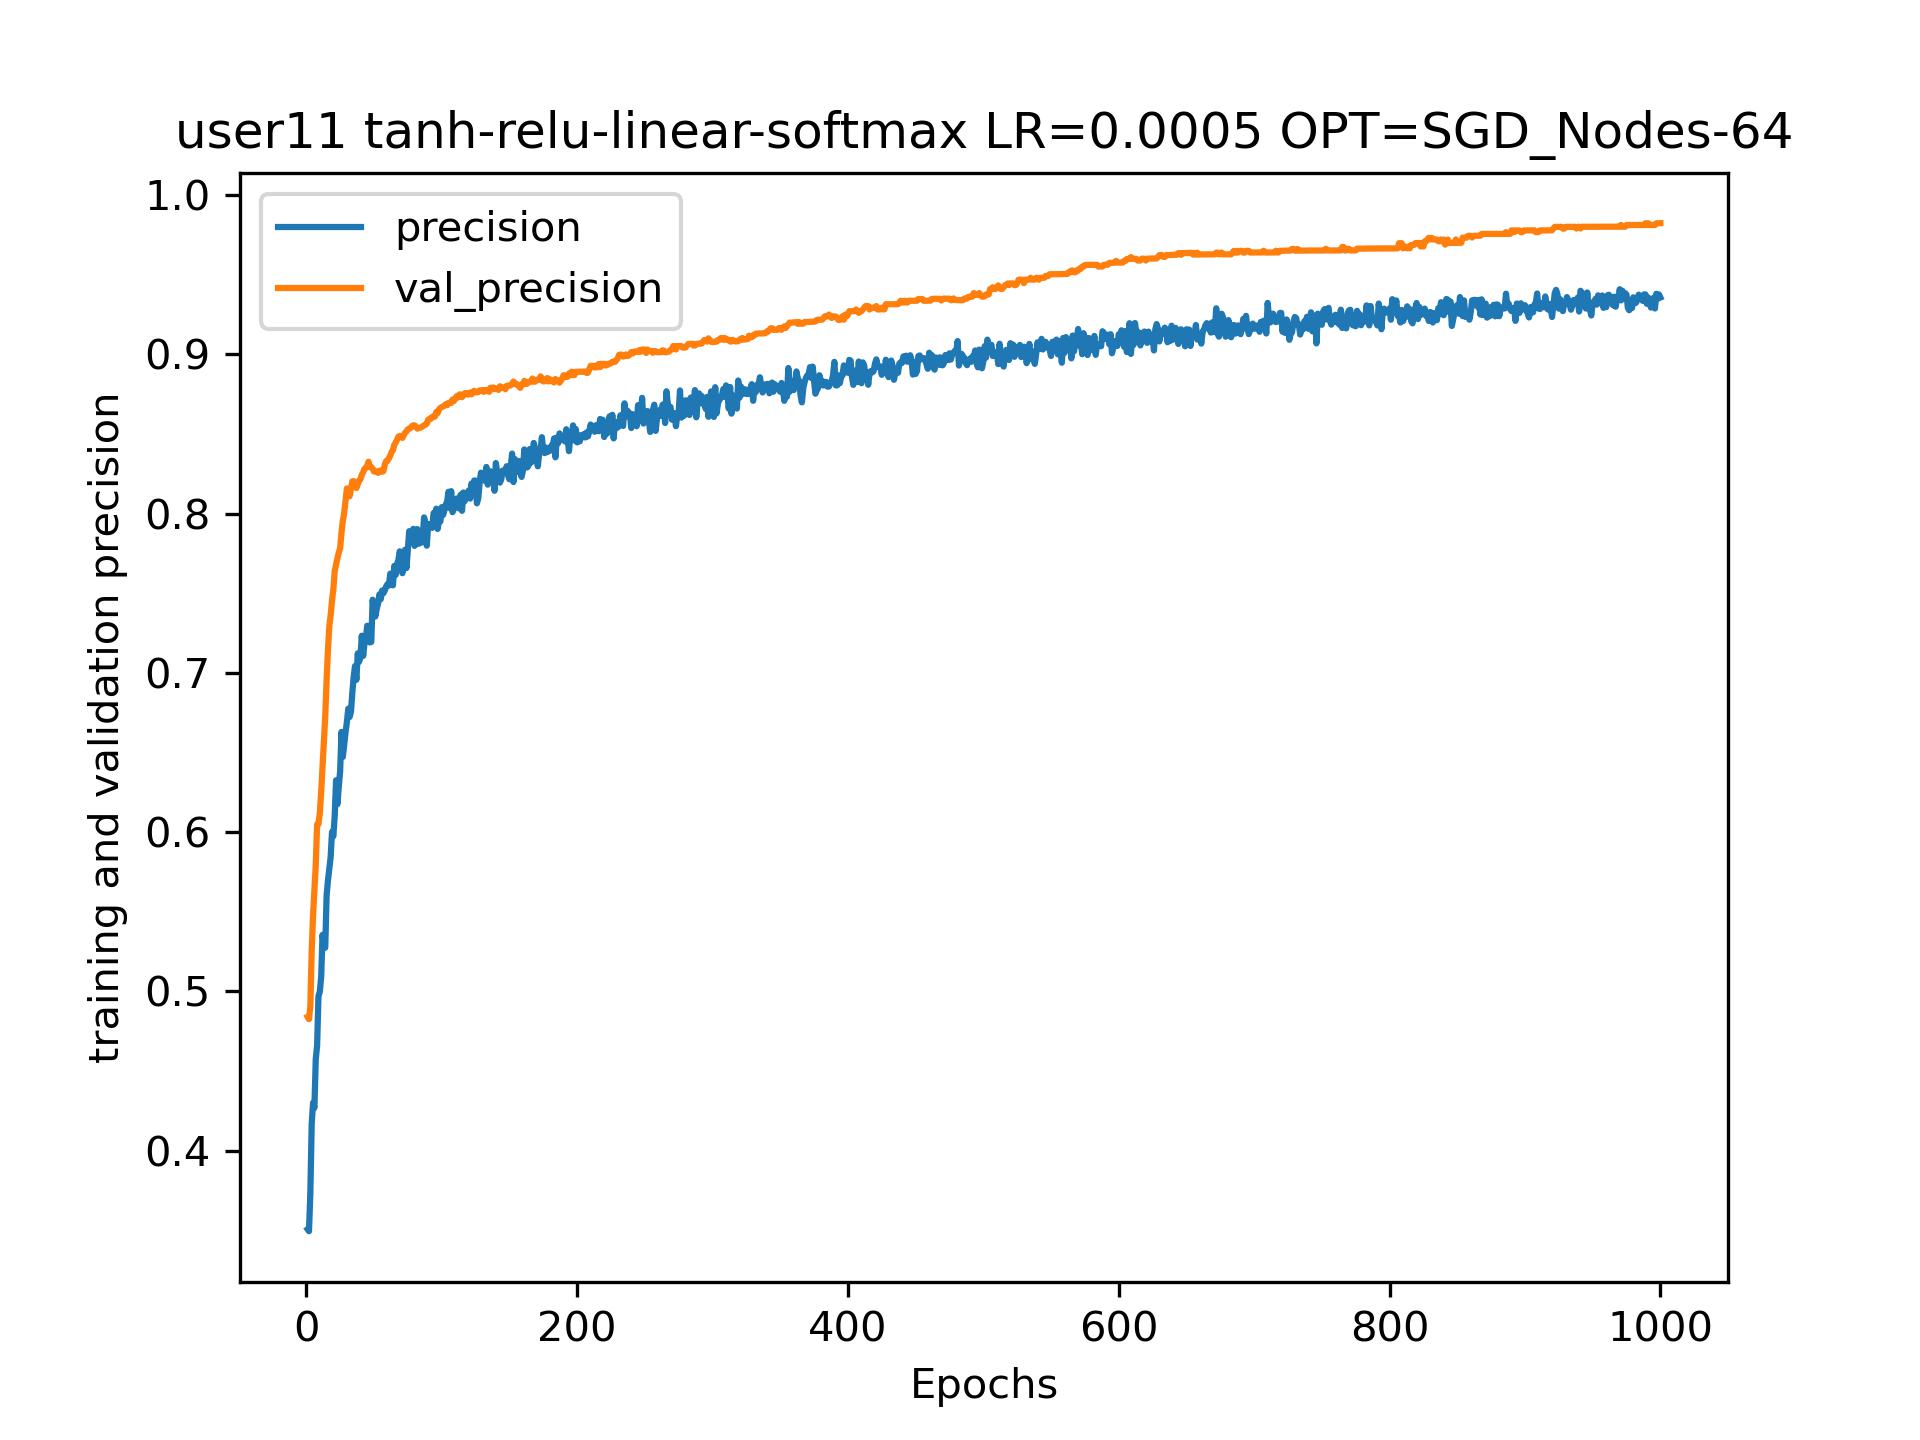 user11 tanh-relu-linear-softmax LR=0.0005 OPT=SGD_Nodes-64
precision
val_precision
training and validation precision
1.0
0.9
0.8
0.7
0.6
0.5
0.4
0 200 400 600 800 1000
Epochs